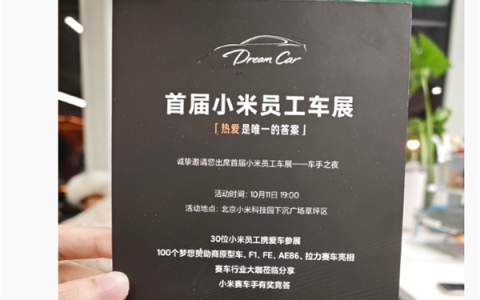 Dream Car
首届小米员工车展
「热爱是唯一的答案」
诚挚邀请您出席首届小米员工车展——车手之夜
活动时间：10月11日 19:00
活动地点：北京小米科技园下沉广场草坪区
30位小米员工携爱车参展
100个梦想赞助商原型车、F1、FE、AE86、拉力赛车亮相
赛车行业大咖莅临分享
小米赛车手有奖竞答